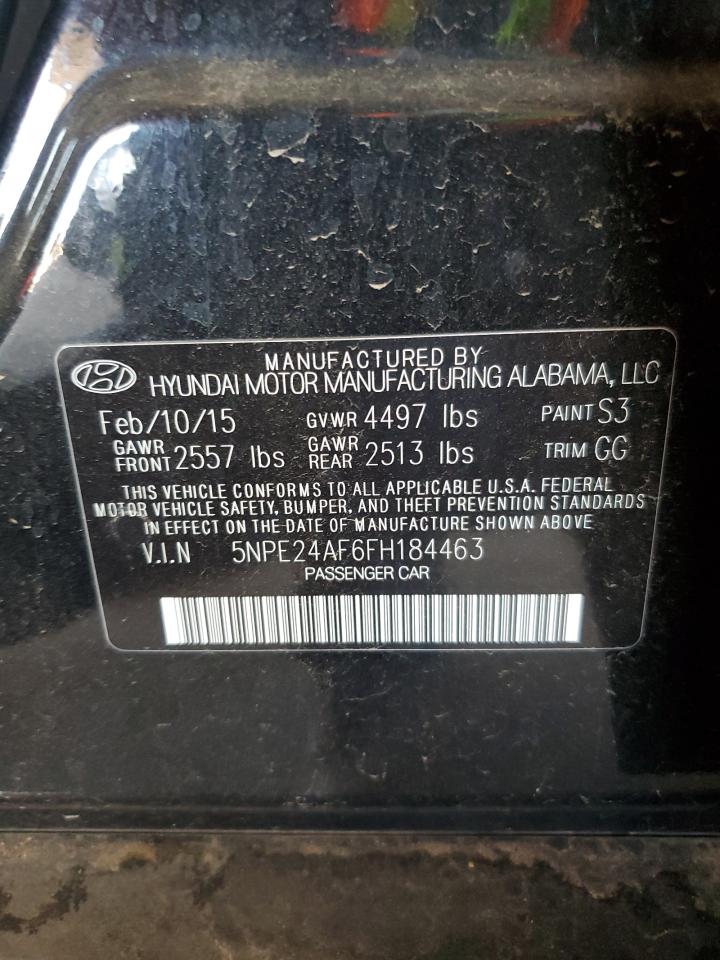 MANUFACTURED BY
HYUNDAI MOTOR MANUFACTURING ALABAMA, LLC
Feb/10/15 GVWR 4497 lbs PAINT S3
GAWR FRONT 2557 lbs GAWR REAR 2513 lbs TRIM GG
THIS VEHICLE CONFORMS TO ALL APPLICABLE U.S.A. FEDERAL
MOTOR VEHICLE SAFETY, BUMPER, AND THEFT PREVENTION STANDARDS
IN EFFECT ON THE DATE OF MANUFACTURE SHOWN ABOVE
V.I.N 5NPE24AF6FH184463
PASSENGER CAR